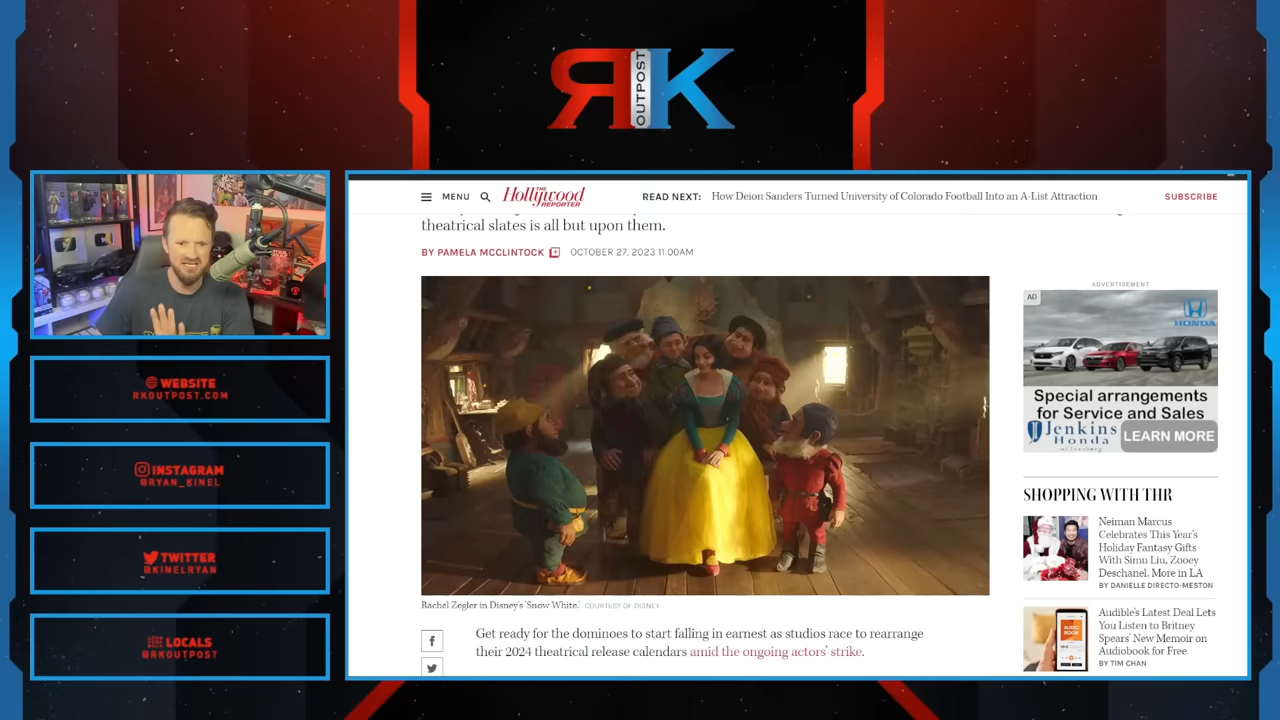 RK
OUTPOST
WEBSITE
RKOUTPOST.COM
INSTAGRAM
@RYAN_KINEL
TWITTER
@KINELRYAN
LOCALS
@RKOUTPOST
MENU
THE
Hollywood
REPORTER
READ NEXT: How Deion Sanders Turned University of Colorado Football Into an A-List Attraction
SUBSCRIBE
theatrical slates is all but upon them.
BY PAMELA MCCLINTOCK OCTOBER 27, 2023 11:00AM
Rachel Zegler in Disney's 'Snow White.' COURTESY OF DISNEY
Get ready for the dominoes to start falling in earnest as studios race to rearrange
their 2024 theatrical release calendars amid the ongoing actors' strike.
ADVERTISEMENT
AD
HONDA
Special arrangements
for Service and Sales
Jenkins
Honda
of Leesburg
LEARN MORE
SHOPPING WITH THR
Neiman Marcus
Celebrates This Year's
Holiday Fantasy Gifts
With Simu Liu, Zooey
Deschanel, More in LA
BY DANIELLE DIRECTO-MESTON
Audible's Latest Deal Lets
You Listen to Britney
Spears' New Memoir on
Audiobook for Free
BY TIM CHAN